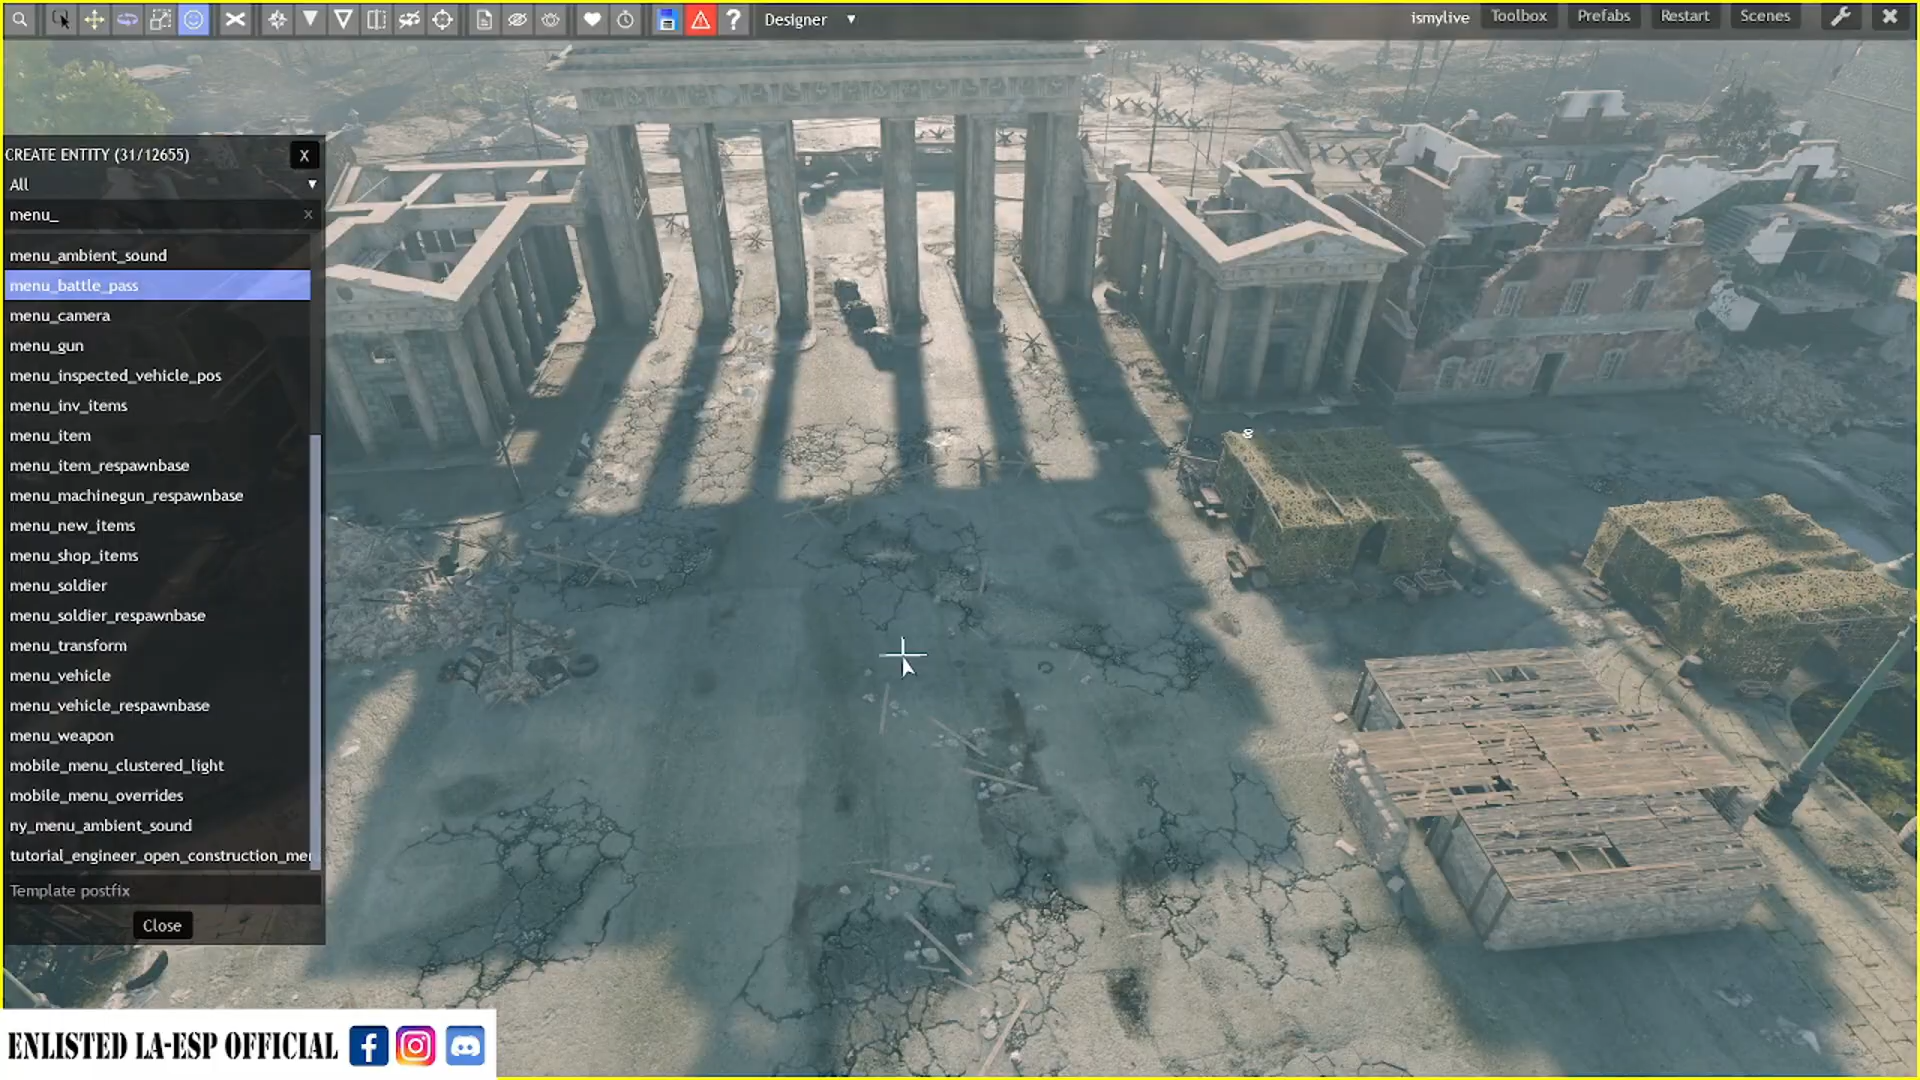 Designer
ismylive
Toolbox
Prefabs
Restart
Scenes
CREATE ENTITY (31/12655)
X
All
menu_
menu_ambient_sound
menu_battle_pass
menu_camera
menu_gun
menu_inspected_vehicle_pos
menu_inv_items
menu_item
menu_item_respawnbase
menu_machinegun_respawnbase
menu_new_items
menu_shop_items
menu_soldier
menu_soldier_respawnbase
menu_transform
menu_vehicle
menu_vehicle_respawnbase
menu_weapon
mobile_menu_clustered_light
mobile_menu_overrides
ny_menu_ambient_sound
tutorial_engineer_open_construction_me
Template postfix
Close
ENLISTED LA-ESP OFFICIAL